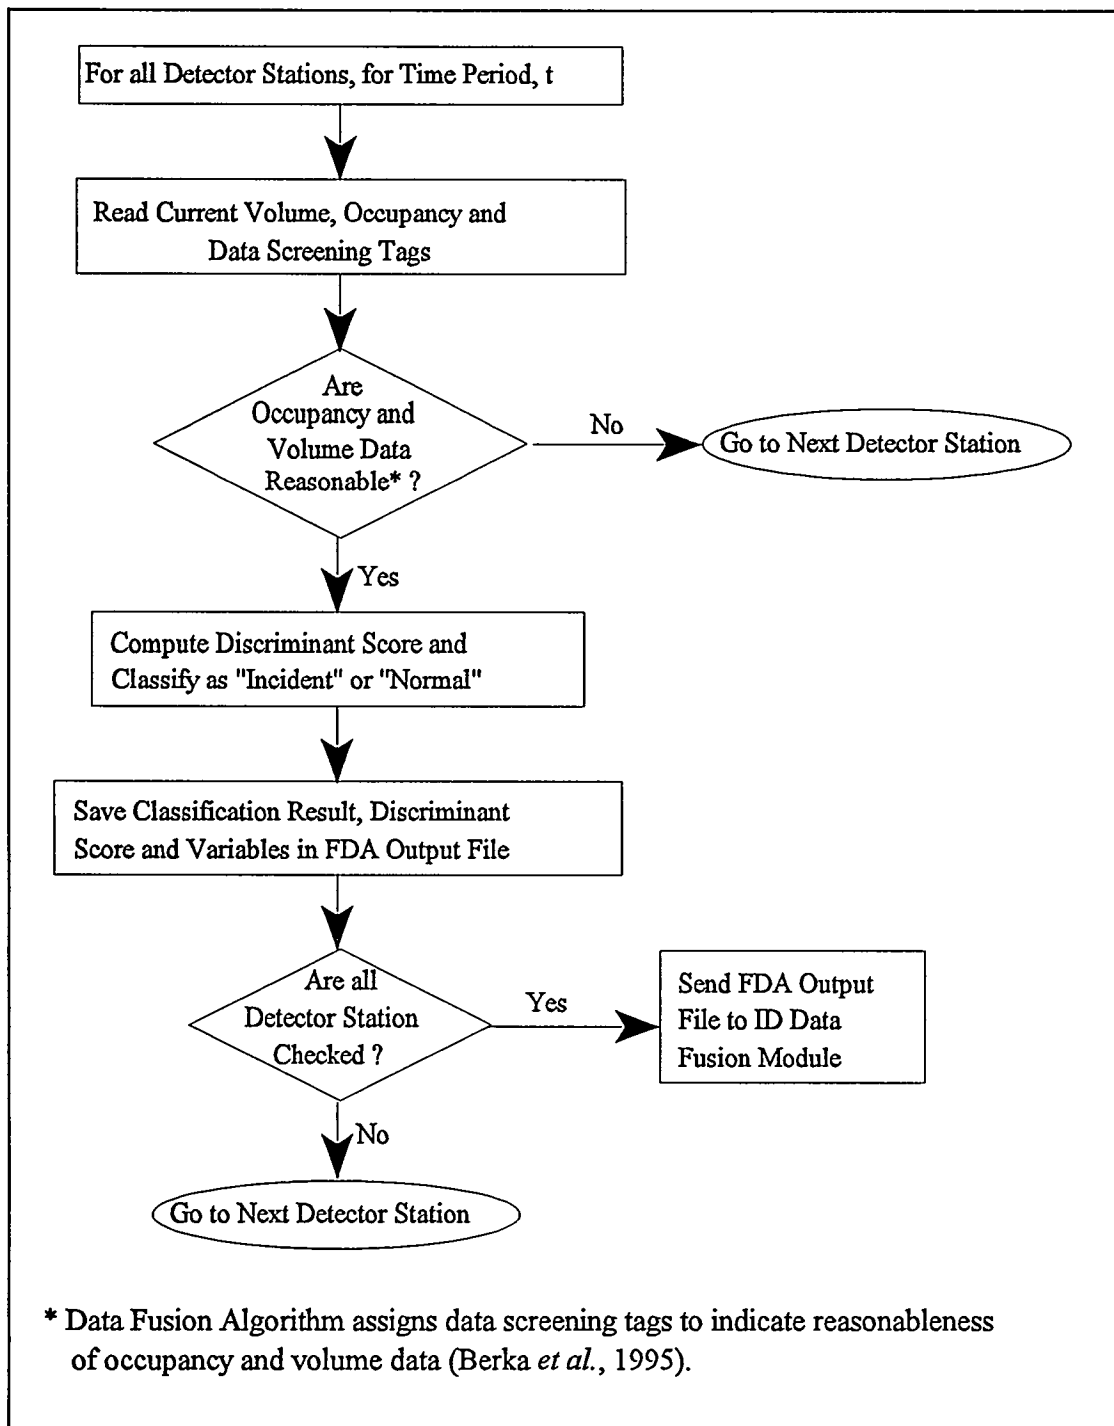 For all Detector Stations, for Time Period, t
Read Current Volume, Occupancy and
Data Screening Tags
Are
Occupancy and
Volume Data
Reasonable* ?
No
Go to Next Detector Station
Yes
Compute Discriminant Score and
Classify as "Incident" or "Normal"
Save Classification Result, Discriminant
Score and Variables in FDA Output File
Are all
Detector Station
Checked ?
Yes
Send FDA Output
File to ID Data
Fusion Module
No
Go to Next Detector Station
* Data Fusion Algorithm assigns data screening tags to indicate reasonableness
of occupancy and volume data (Berka et al., 1995).